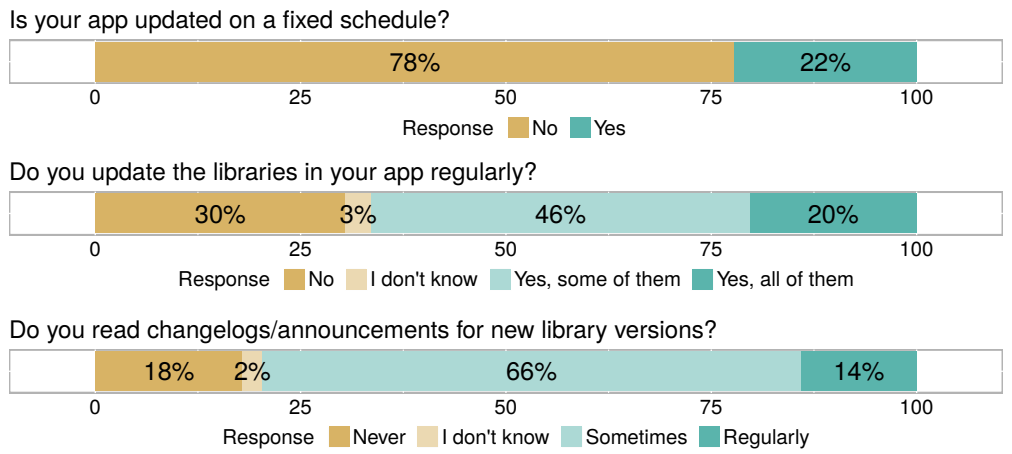 Is your app updated on a fixed schedule?
78% 22%
0 25 50 75 100
Response No Yes
Do you update the libraries in your app regularly?
30% 3% 46% 20%
0 25 50 75 100
Response No I don't know Yes, some of them Yes, all of them
Do you read changelogs/announcements for new library versions?
18% 2% 66% 14%
0 25 50 75 100
Response Never I don't know Sometimes Regularly